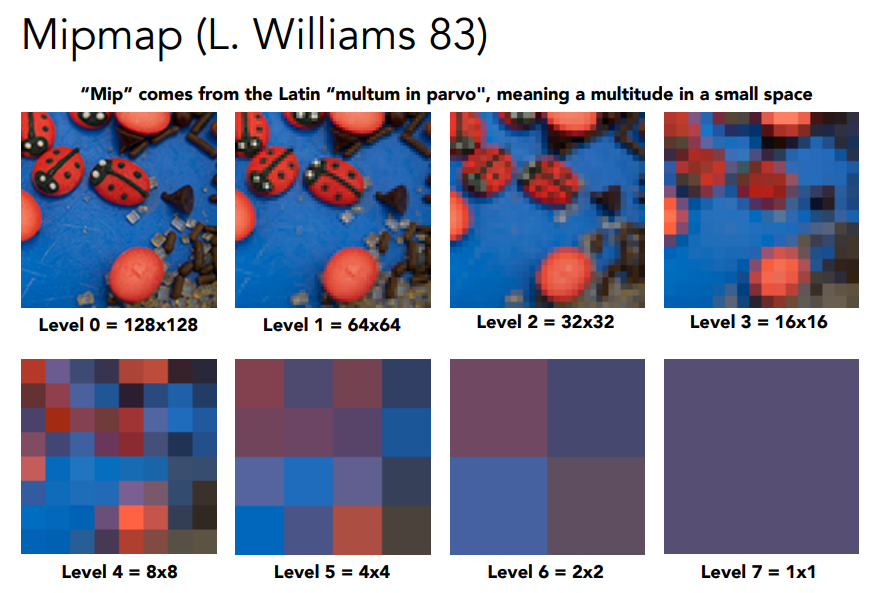 Mipmap (L. Williams 83)
“Mip” comes from the Latin “multum in parvo", meaning a multitude in a small space
Level 0 = 128x128
Level 1 = 64x64
Level 2 = 32x32
Level 3 = 16x16
Level 4 = 8x8
Level 5 = 4x4
Level 6 = 2x2
Level 7 = 1x1